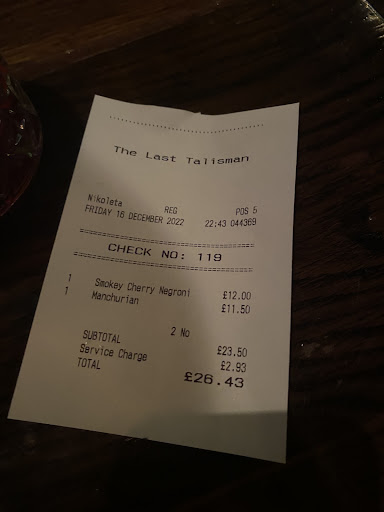 The Last Talisman
Nikoleta REG POS 5
FRIDAY 16 DECEMBER 2022 22:43 044369
CHECK NO: 119
1 Smokey Cherry Negroni £12.00
1 Manchurian £11.50
2 No
SUBTOTAL £23.50
Service Charge £2.93
TOTAL £26.43